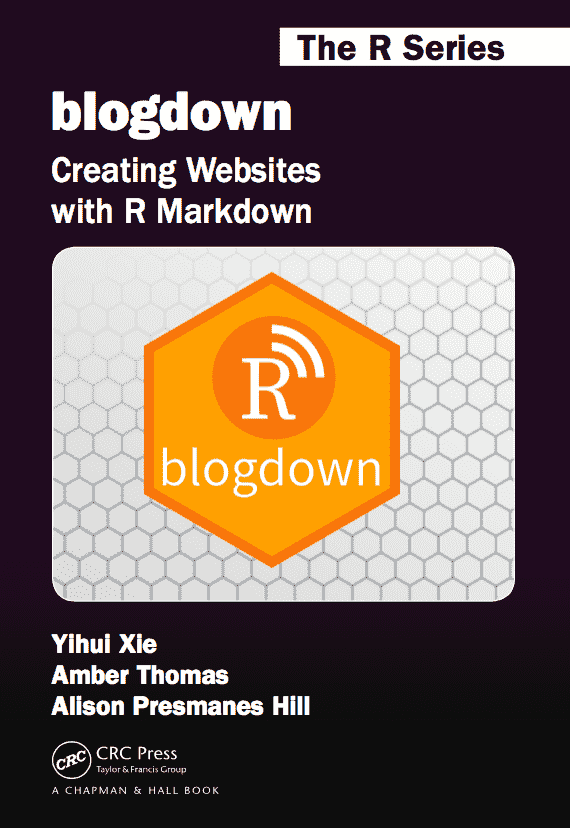 The R Series
blogdown
Creating Websites
with R Markdown
R
blogdown
Yihui Xie
Amber Thomas
Alison Presmanes Hill
CRC
CRC Press
Taylor & Francis Group
A CHAPMAN & HALL BOOK